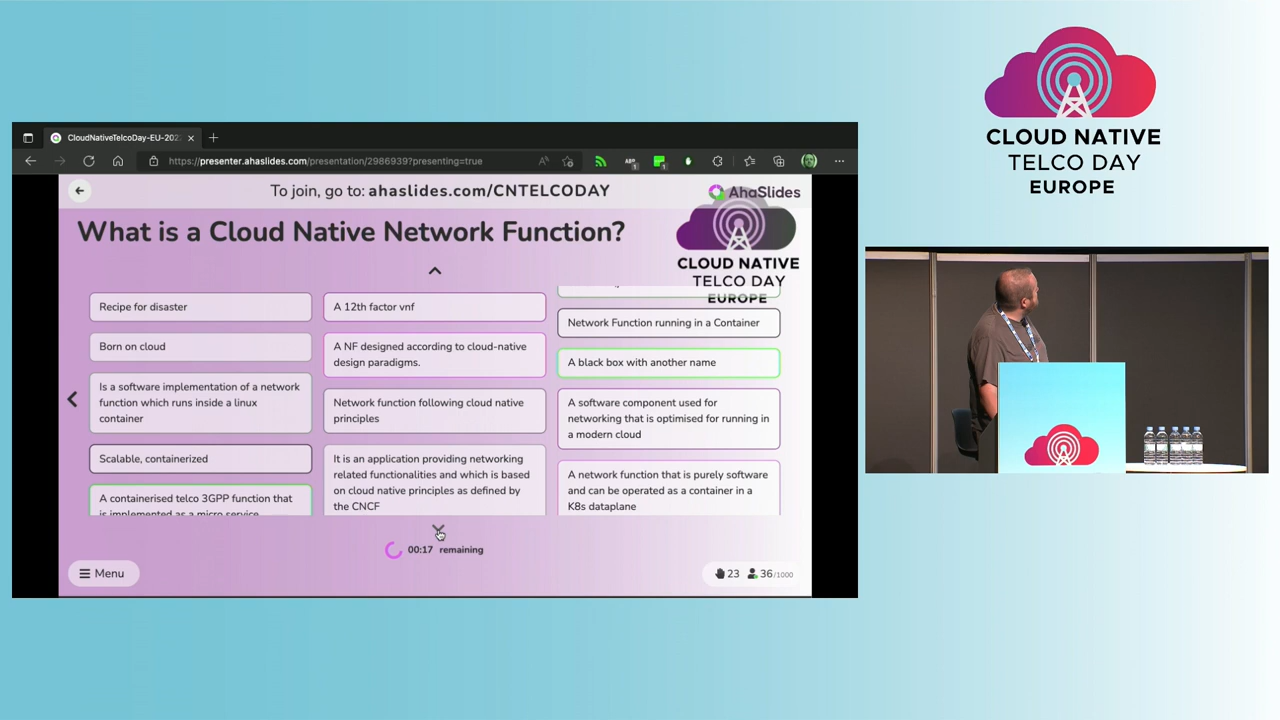 CloudNativeTelcoDay-EU-202
https://presenter.ahaslides.com/presentation/2986939?presenting=true
To join, go to: ahaslides.com/CNTELCODAY
AhaSlides
What is a Cloud Native Network Function?
CLOUD NATIVE
TELCO DAY
EUROPE
Recipe for disaster
Born on cloud
Is a software implementation of a network
function which runs inside a linux
container
Scalable, containerized
A containerised telco 3GPP function that
is implemented as a micro service
A 12th factor vnf
A NF designed according to cloud-native
design paradigms.
Network function following cloud native
principles
It is an application providing networking
related functionalities and which is based
on cloud native principles as defined by
the CNCF
Network Function running in a Container
A black box with another name
A software component used for
networking that is optimised for running in
a modern cloud
A network function that is purely software
and can be operated as a container in a
K8s dataplane
00:17 remaining
Menu
23 36/1000
CLOUD NATIVE
TELCO DAY
EUROPE